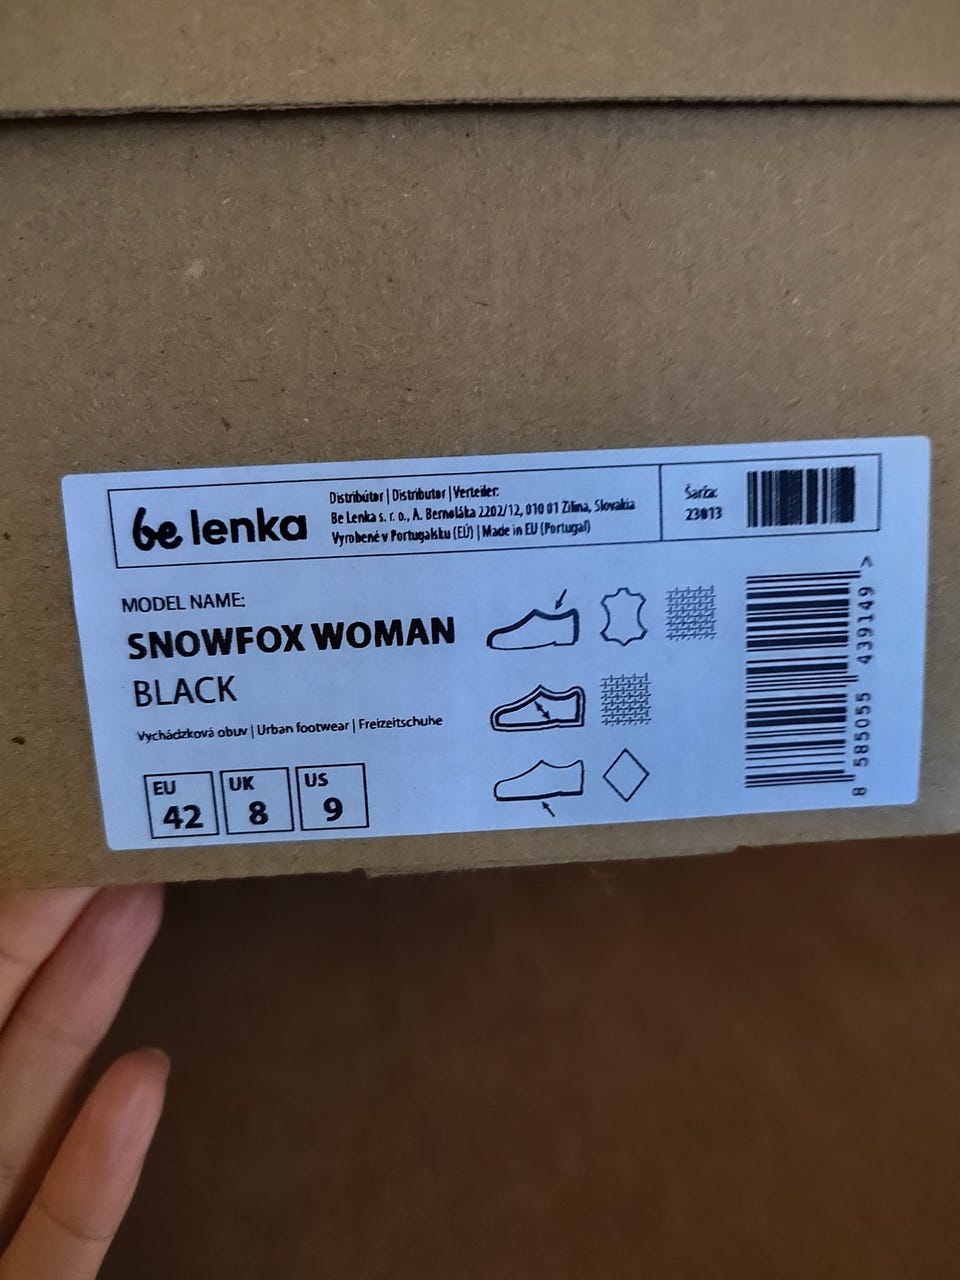 be lenka
Distribútor | Distributor | Verteiler:
Be Lenka s. r. o., A. Bernoláka 2202/12, 010 01 Žilina, Slovakia
Vyrobené v Portugalsku (EÚ) | Made in EU (Portugal)
Šarža:
23013
MODEL NAME:
SNOWFOX WOMAN
BLACK
Vychádzková obuv | Urban footwear | Freizeitschuhe
EU
42
UK
8
US
9
8 585055 439149 >